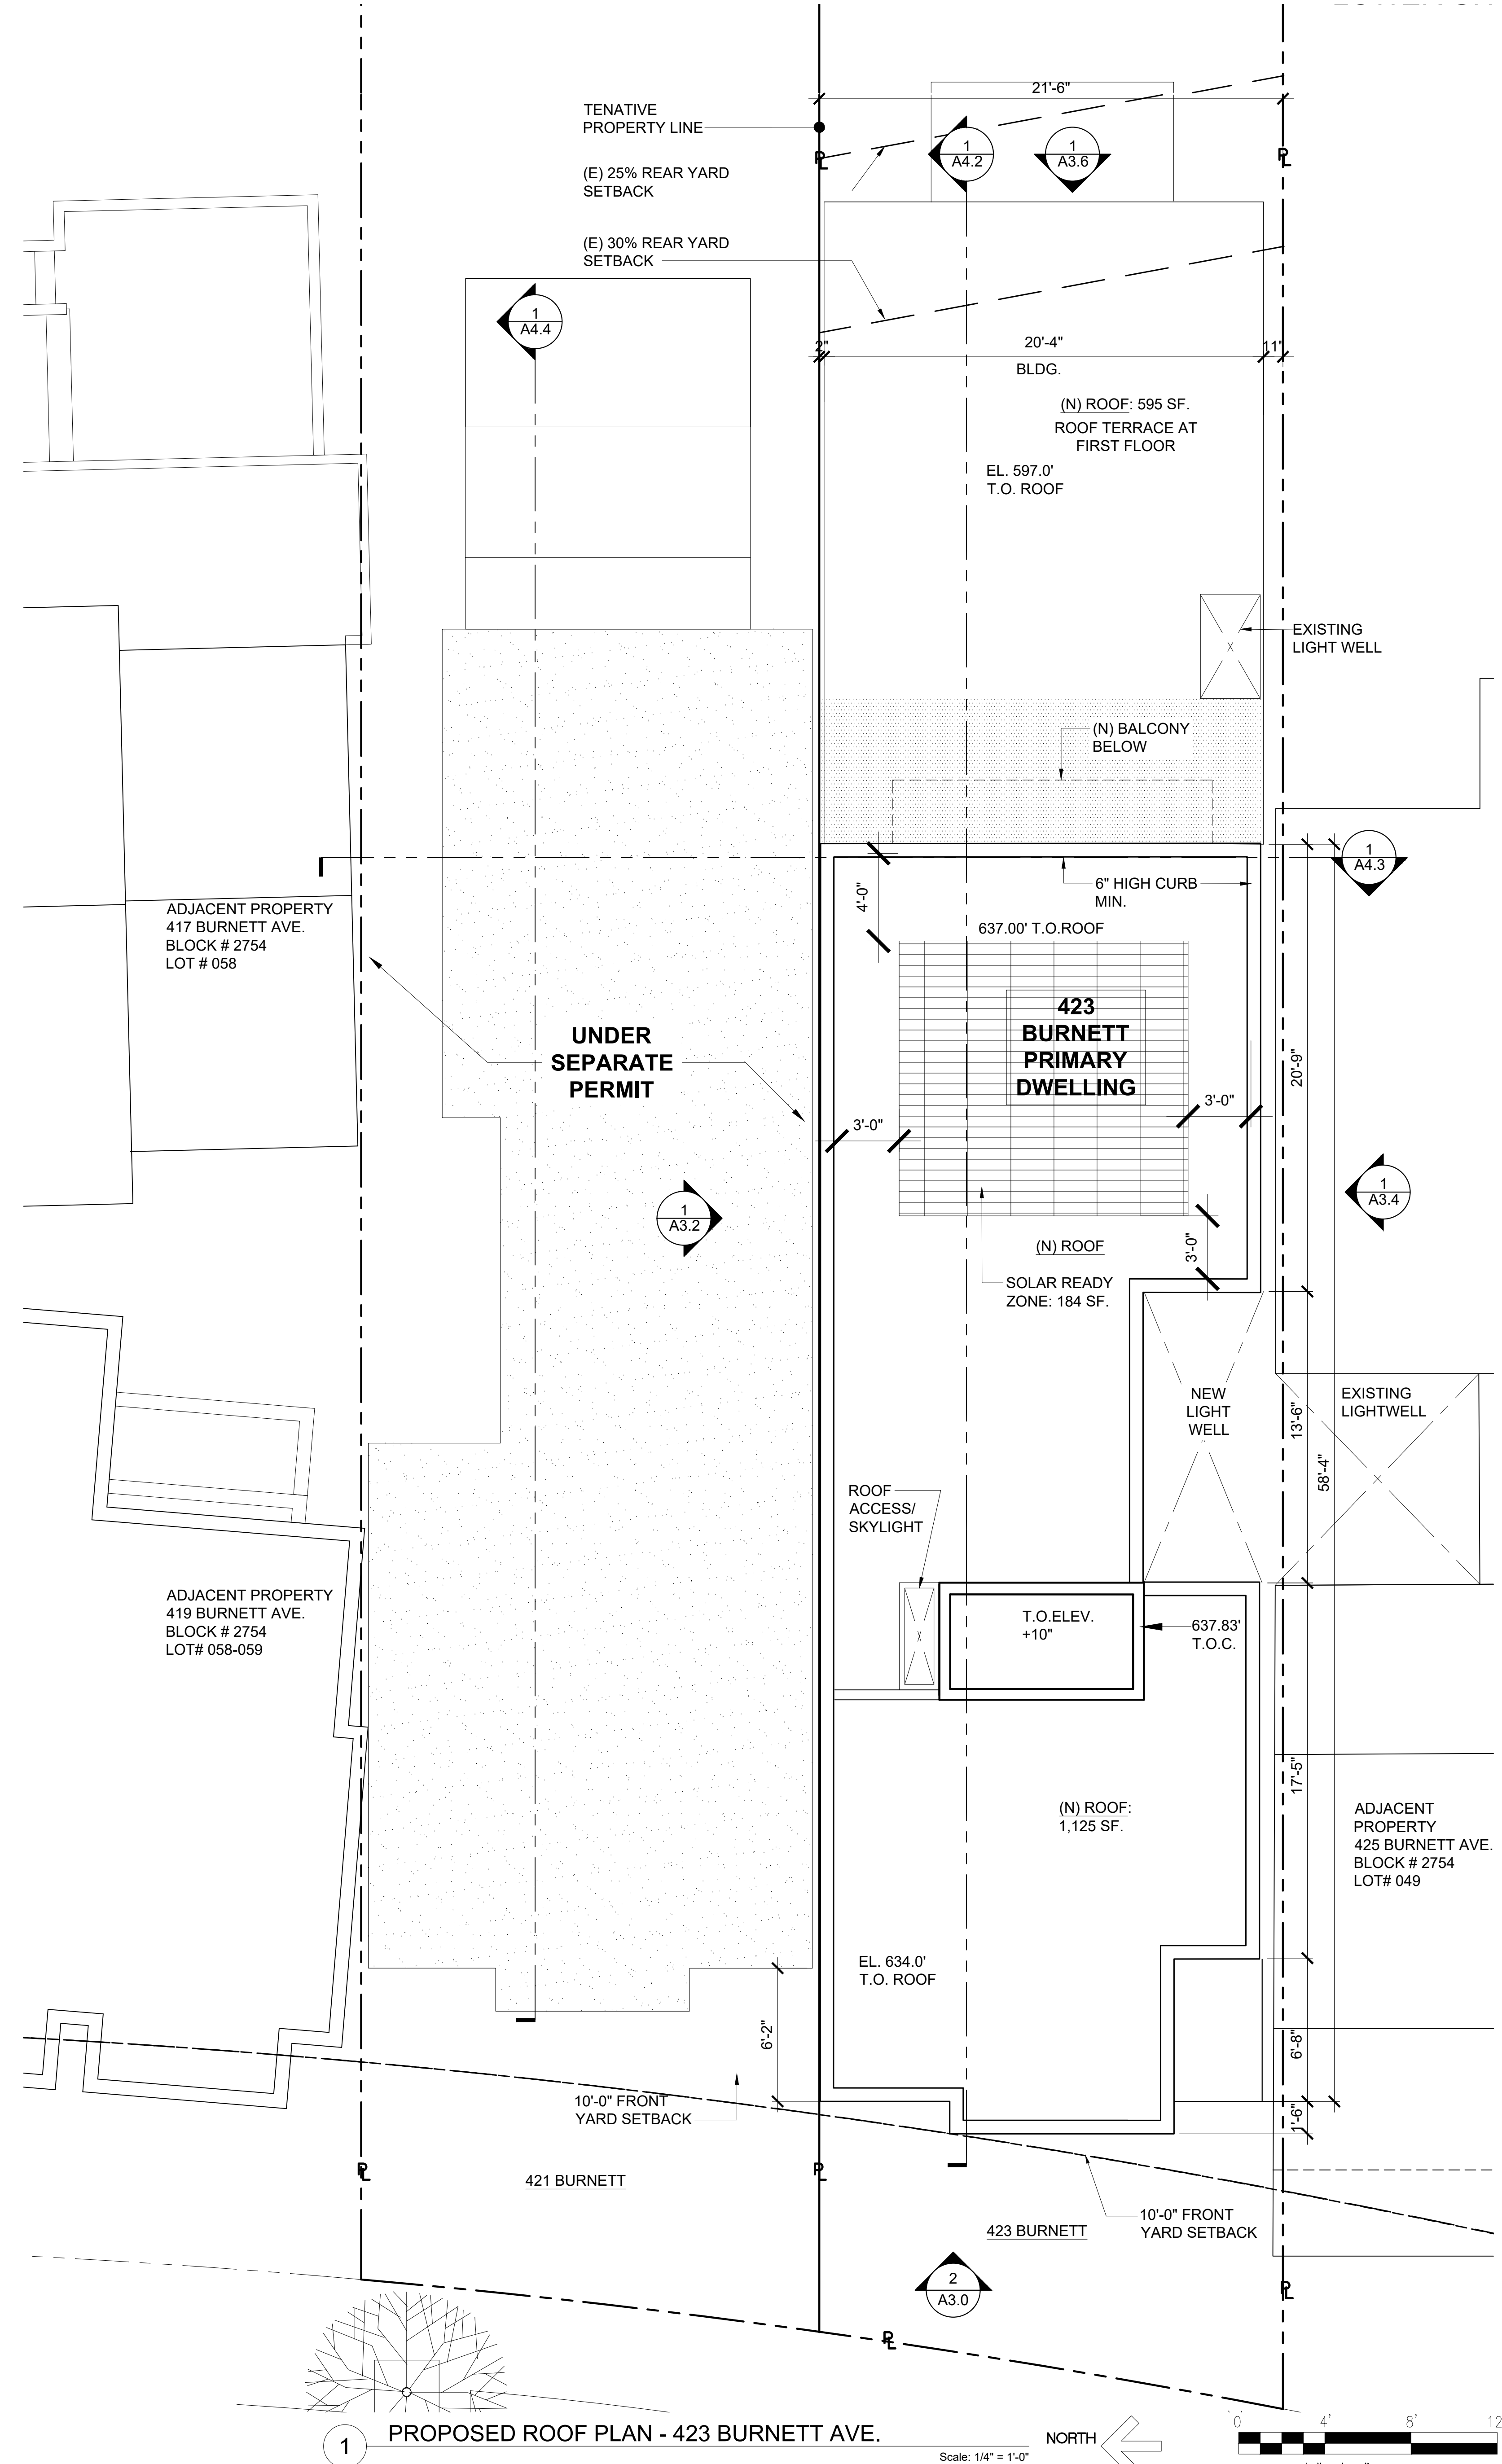 21'-6"
TENATIVE
PROPERTY LINE
(E) 25% REAR YARD
SETBACK
(E) 30% REAR YARD
SETBACK
PL
PL
1
A4.2
1
A3.6
1
A4.4
2"
20'-4"
11"
BLDG.
(N) ROOF: 595 SF.
ROOF TERRACE AT
FIRST FLOOR
EL. 597.0'
T.O. ROOF
EXISTING
LIGHT WELL
(N) BALCONY
BELOW
1
A4.3
4'-0"
6" HIGH CURB
MIN.
637.00' T.O.ROOF
ADJACENT PROPERTY
417 BURNETT AVE.
BLOCK # 2754
LOT # 058
UNDER
SEPARATE
PERMIT
423
BURNETT
PRIMARY
DWELLING
20'-9"
3'-0"
3'-0"
1
A3.2
1
A3.4
3'-0"
(N) ROOF
SOLAR READY
ZONE: 184 SF.
NEW
LIGHT
WELL
EXISTING
LIGHTWELL
13'-6"
58'-4"
ROOF
ACCESS/
SKYLIGHT
ADJACENT PROPERTY
419 BURNETT AVE.
BLOCK # 2754
LOT# 058-059
T.O.ELEV.
+10"
637.83'
T.O.C.
17'-5"
(N) ROOF:
1,125 SF.
ADJACENT
PROPERTY
425 BURNETT AVE.
BLOCK # 2754
LOT# 049
EL. 634.0'
T.O. ROOF
6'-2"
6'-8"
1'-6"
10'-0" FRONT
YARD SETBACK
PL
PL
421 BURNETT
10'-0" FRONT
YARD SETBACK
423 BURNETT
2
A3.0
PL
PL
1
PROPOSED ROOF PLAN - 423 BURNETT AVE.
Scale: 1/4" = 1'-0"
NORTH
0 4' 8' 12